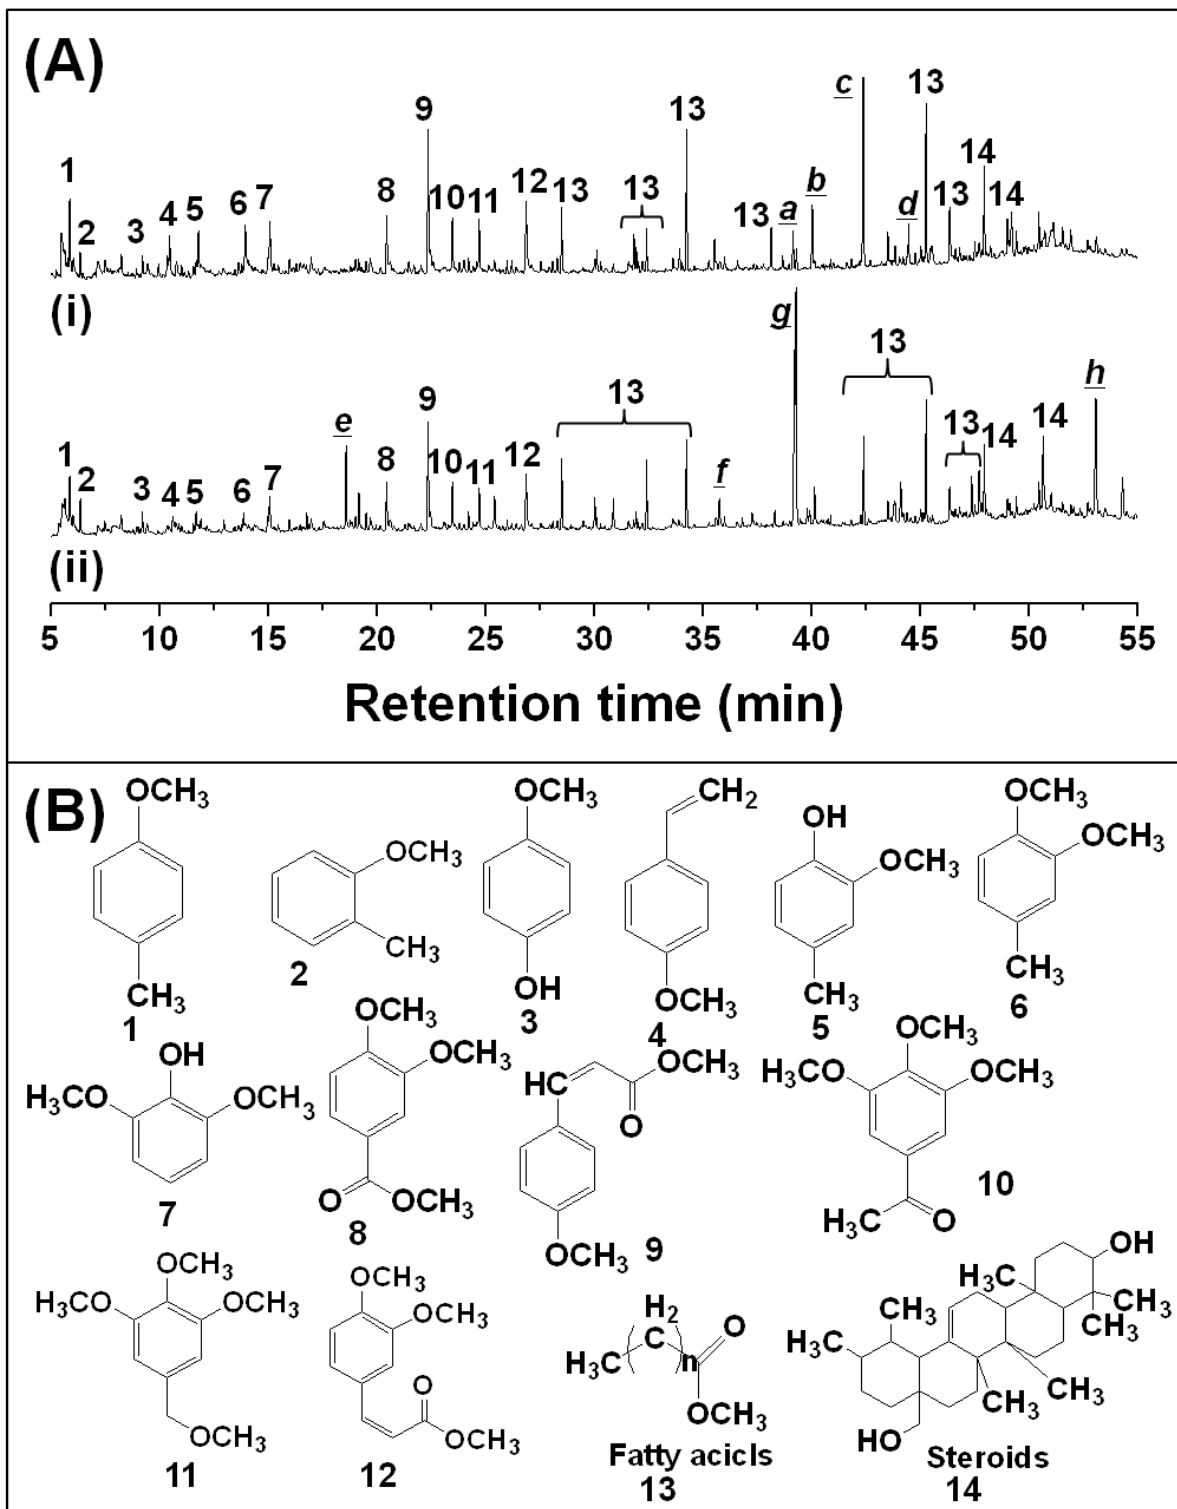 (A)
1 2 3 4 5 6 7 8 9 10 11 12 13 13 13 13 a b c d 13 13 14 14
(i)
1 2 3 4 5 6 7 e 8 9 10 11 12 13 f g 13 13 14 14 h
(ii)
5 10 15 20 25 30 35 40 45 50 55
Retention time (min)
(B)
OCH3
CH3
1
OCH3
CH3
2
OCH3
OH
3
CH2
OCH3
4
OH
OCH3
CH3
5
OCH3
OCH3
CH3
6
OH
H3CO
OCH3
7
OCH3
OCH3
O
OCH3
8
OCH3
HC
O
OCH3
9
OCH3
H3CO
OCH3
H3C
O
10
OCH3
H3CO
OCH3
OCH3
11
OCH3
OCH3
O
OCH3
12
H2
C
O
H3C
n
OCH3
Fatty acicls
13
OH
H3C
CH3
CH3
CH3
H3C
CH3
CH3
HO
Steroids
14